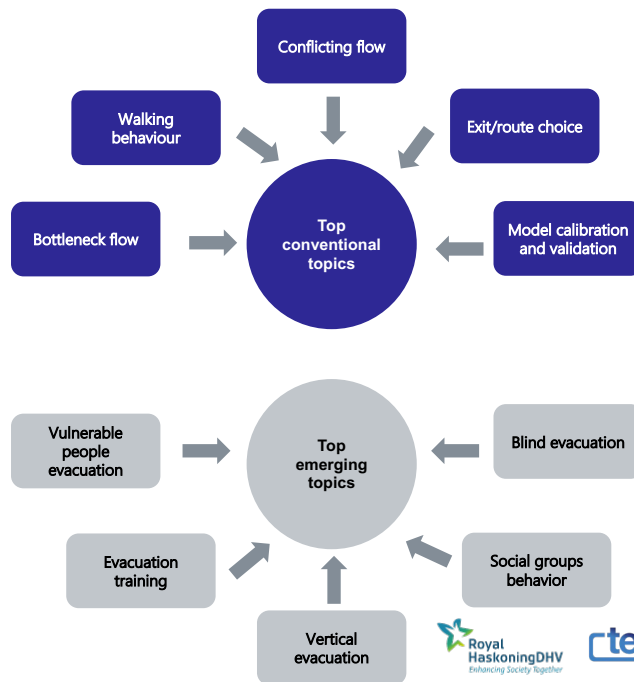 Conflicting flow
Walking
behaviour
Exit/route choice
Bottleneck flow
Top
conventional
topics
Model calibration
and validation
Vulnerable
people
evacuation
Top
emerging
topics
Blind evacuation
Evacuation
training
Social groups
behavior
Vertical
evacuation
Royal
HaskoningDHV
Enhancing Society Together